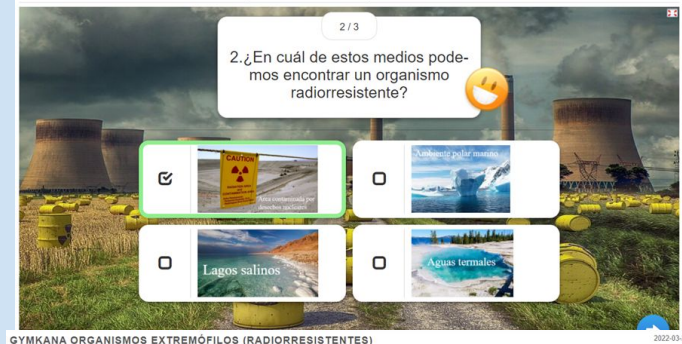 2 / 3
2.¿En cuál de estos medios pode-
mos encontrar un organismo
radiorresistente?
CAUTION
Área contaminada por
desechos nucleares
Ambiente polar marino
Lagos salinos
Aguas termales
GYMKANA ORGANISMOS EXTREMÓFILOS (RADIORRESISTENTES)
2022-03-